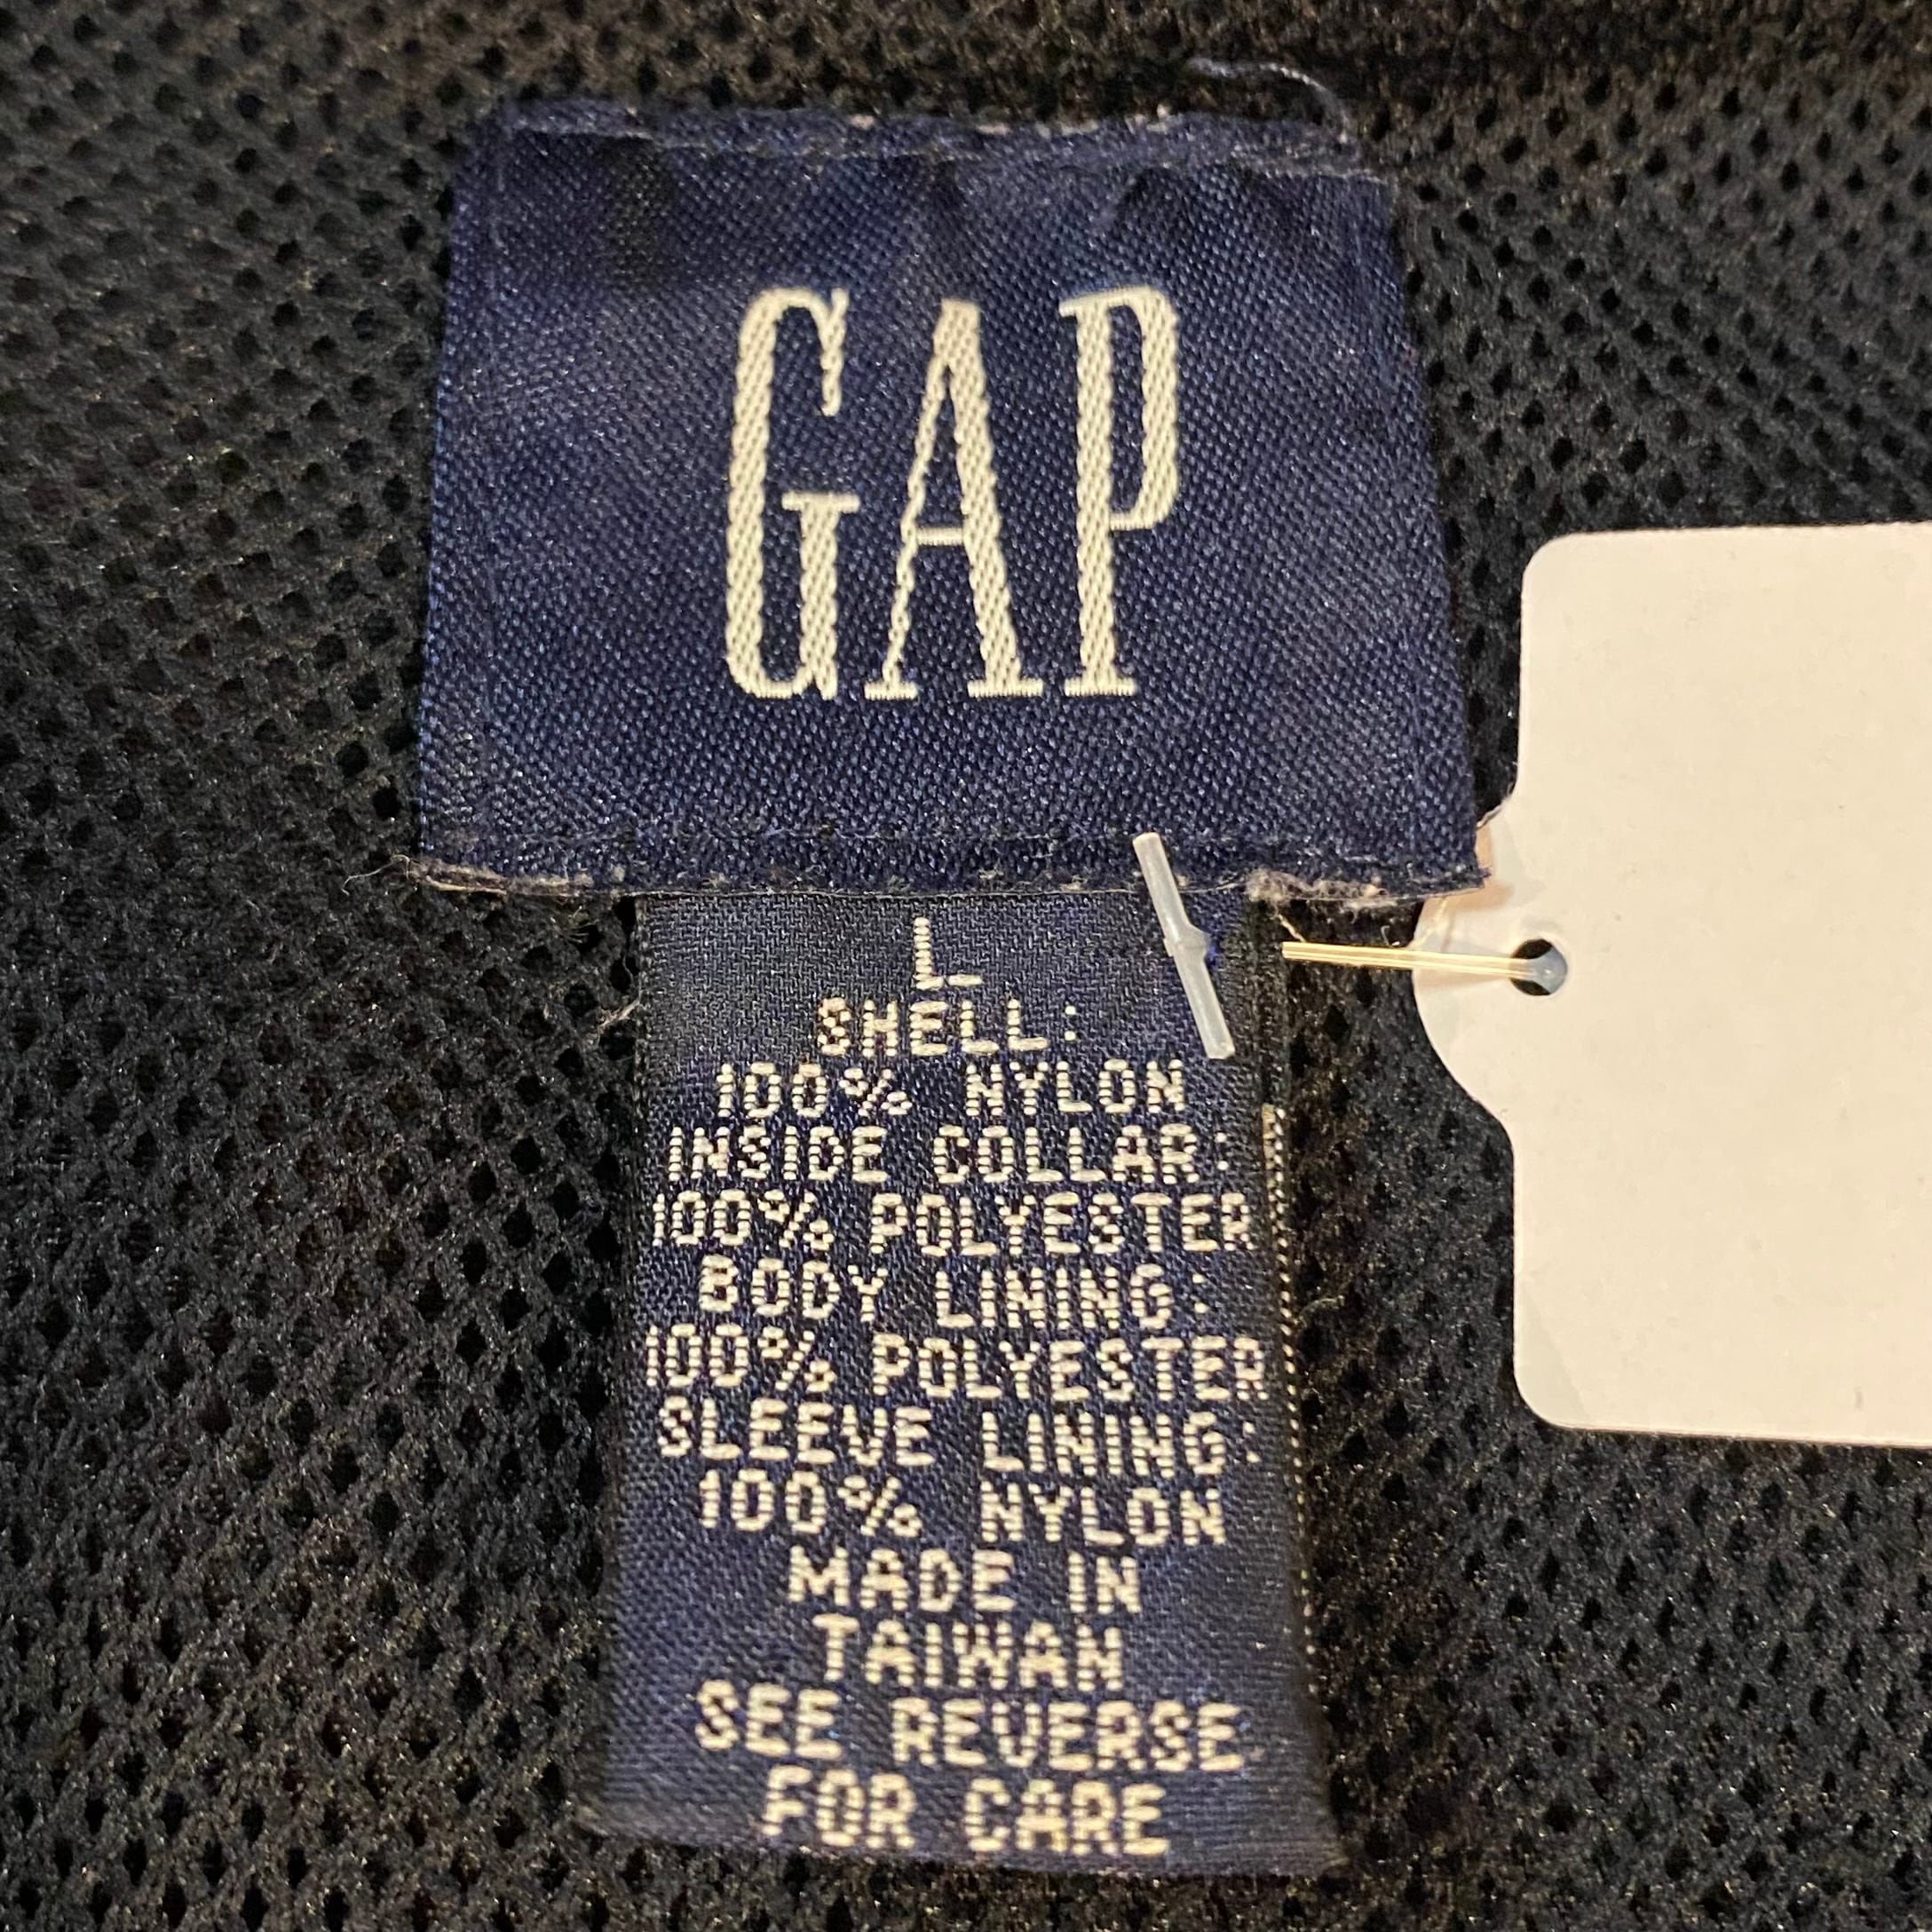 GAP
L
SHELL:
100% NYLON
INSIDE COLLAR:
100% POLYESTER
BODY LINING:
100% POLYESTER
SLEEVE LINING:
100% NYLON
MADE IN
TAIWAN
SEE REVERSE
FOR CARE